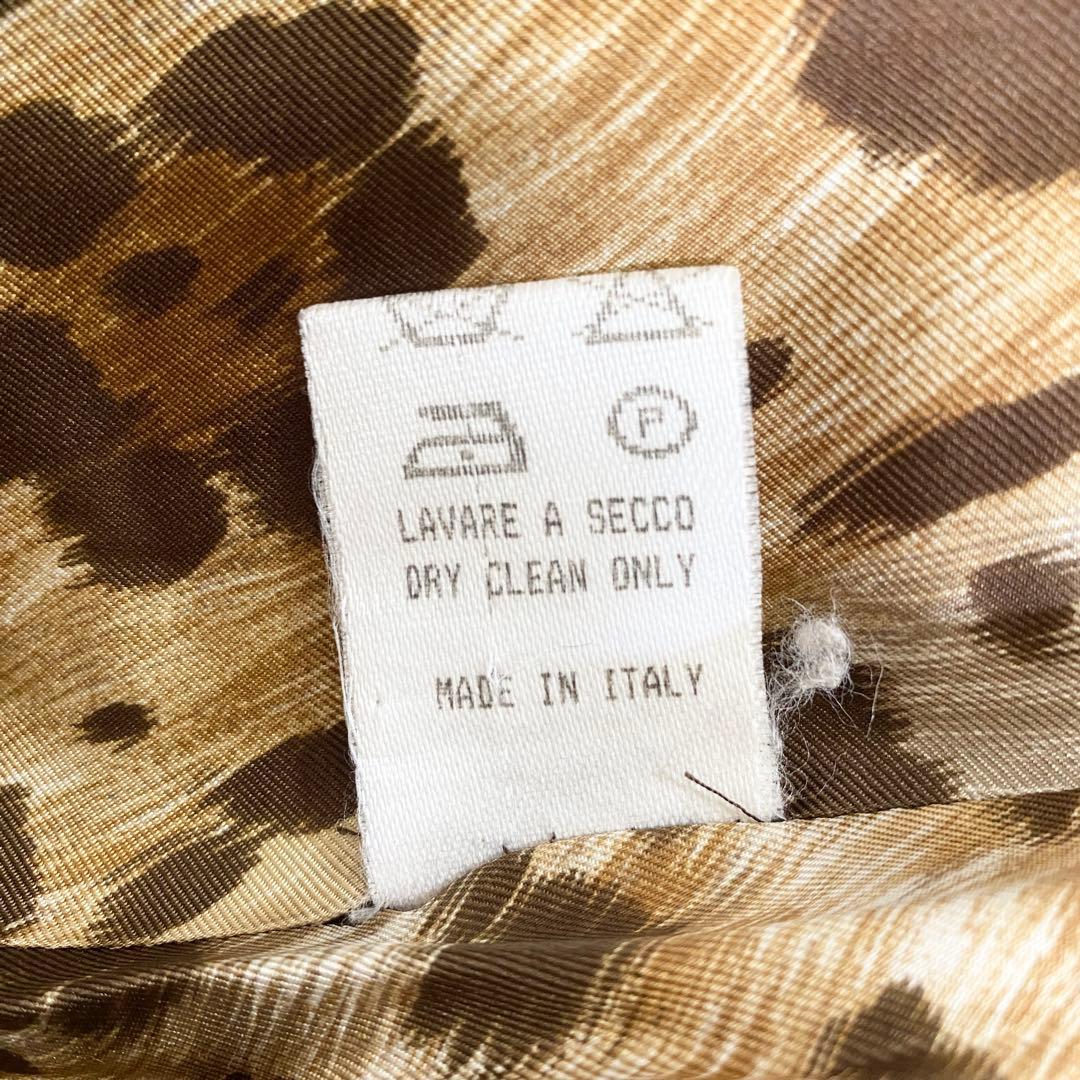 P
LAVARE A SECCO
DRY CLEAN ONLY
MADE IN ITALY